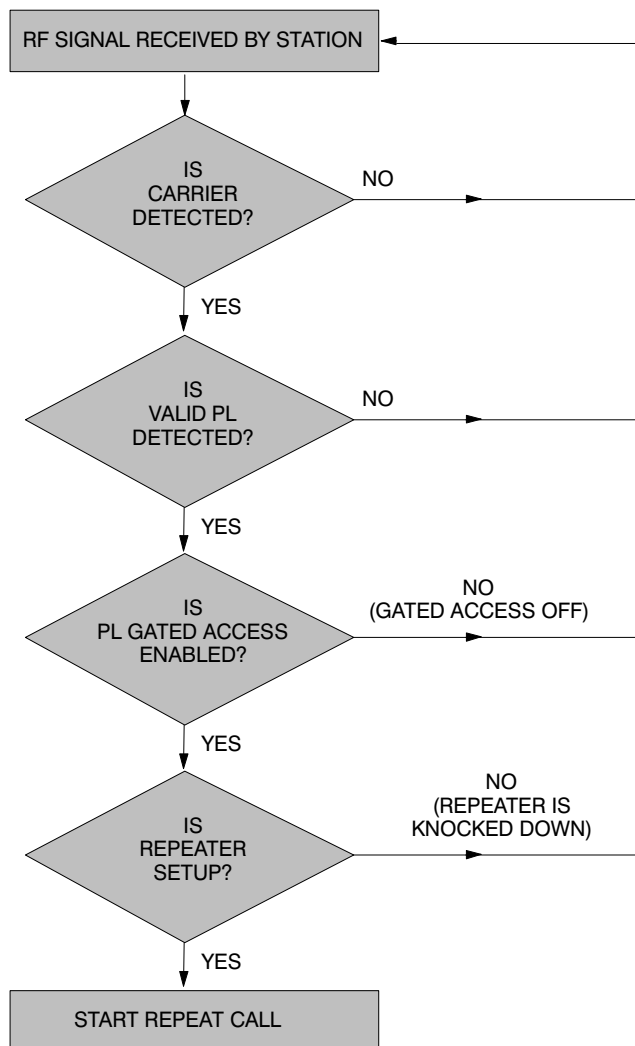 RF SIGNAL RECEIVED BY STATION
IS
CARRIER
DETECTED?
NO
YES
IS
VALID PL
DETECTED?
NO
YES
IS
PL GATED ACCESS
ENABLED?
NO
(GATED ACCESS OFF)
YES
IS
REPEATER
SETUP?
NO
(REPEATER IS
KNOCKED DOWN)
YES
START REPEAT CALL